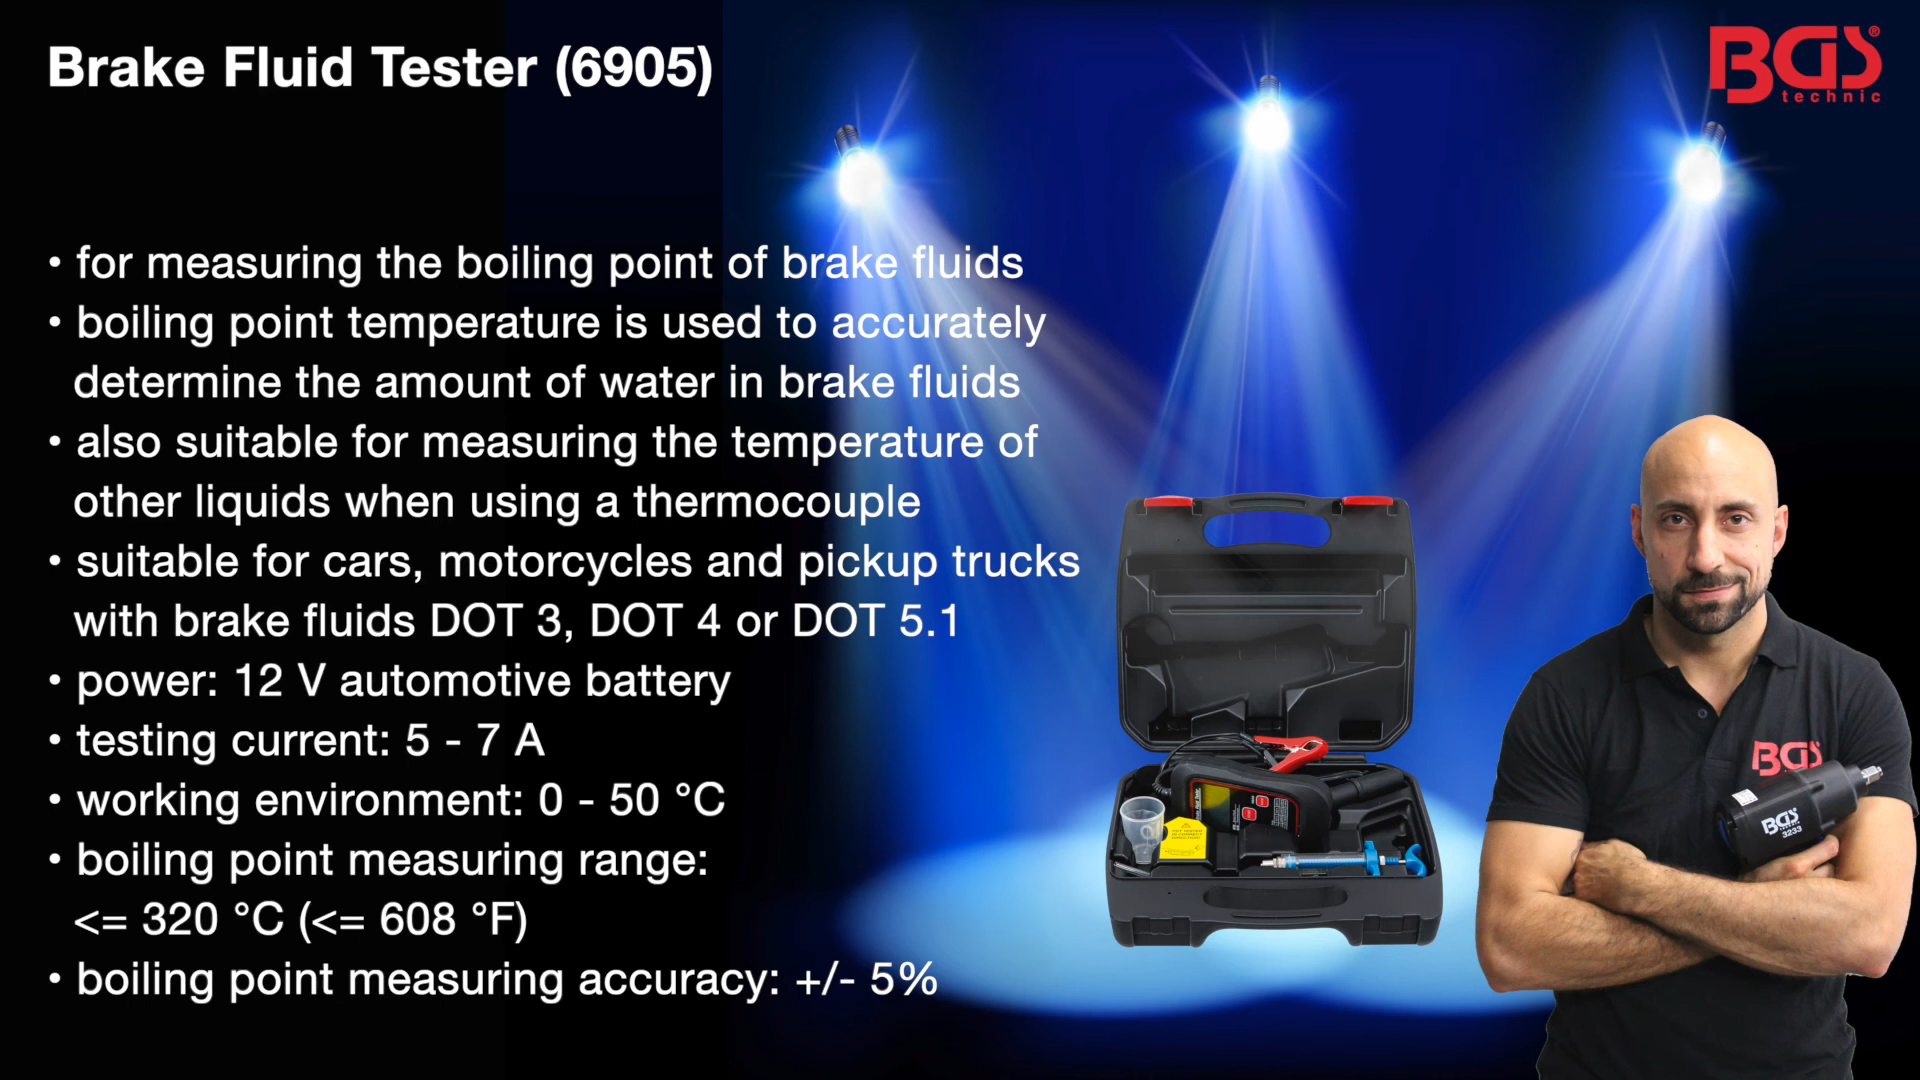 Brake Fluid Tester (6905)
BGS®
technic
• for measuring the boiling point of brake fluids
• boiling point temperature is used to accurately
determine the amount of water in brake fluids
• also suitable for measuring the temperature of
other liquids when using a thermocouple
• suitable for cars, motorcycles and pickup trucks
with brake fluids DOT 3, DOT 4 or DOT 5.1
• power: 12 V automotive battery
• testing current: 5 - 7 A
• working environment: 0 - 50 °C
• boiling point measuring range:
<= 320 °C (<= 608 °F)
• boiling point measuring accuracy: +/- 5%
BGS
BGS
3233